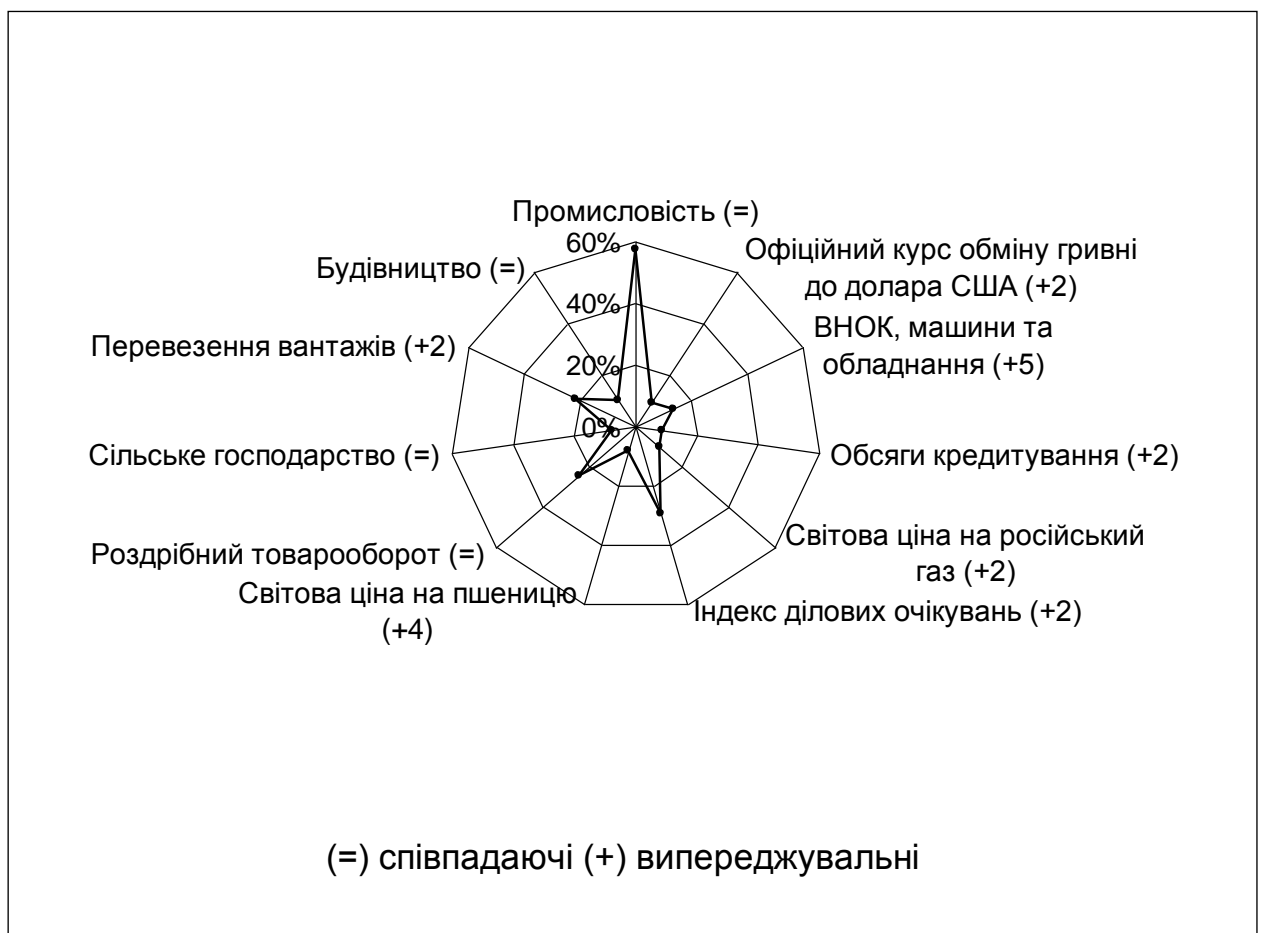 Промисловість (=)
60%
Офіційний курс обміну гривні
до долара США (+2)
Будівництво (=)
40%
ВНОК, машини та
обладнання (+5)
Перевезення вантажів (+2)
20%
0%
Сільське господарство (=)
Обсяги кредитування (+2)
Світова ціна на російський
газ (+2)
Роздрібний товарооборот (=)
Світова ціна на пшеницю
(+4)
Індекс ділових очікувань (+2)
(=) співпадаючі (+) випереджувальні